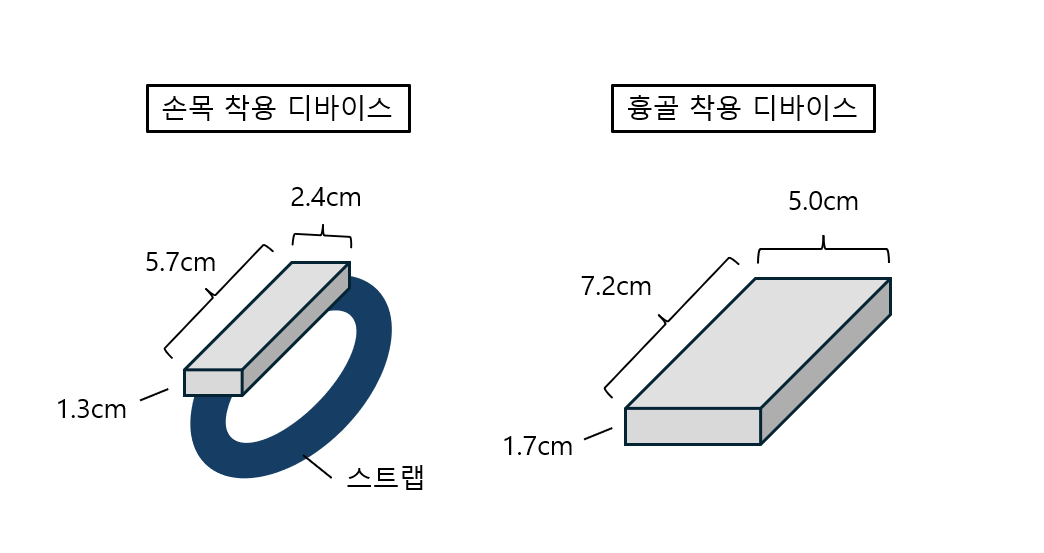 손목 착용 디바이스
흉골 착용 디바이스
2.4cm
5.7cm
1.3cm
스트랩
5.0cm
7.2cm
1.7cm